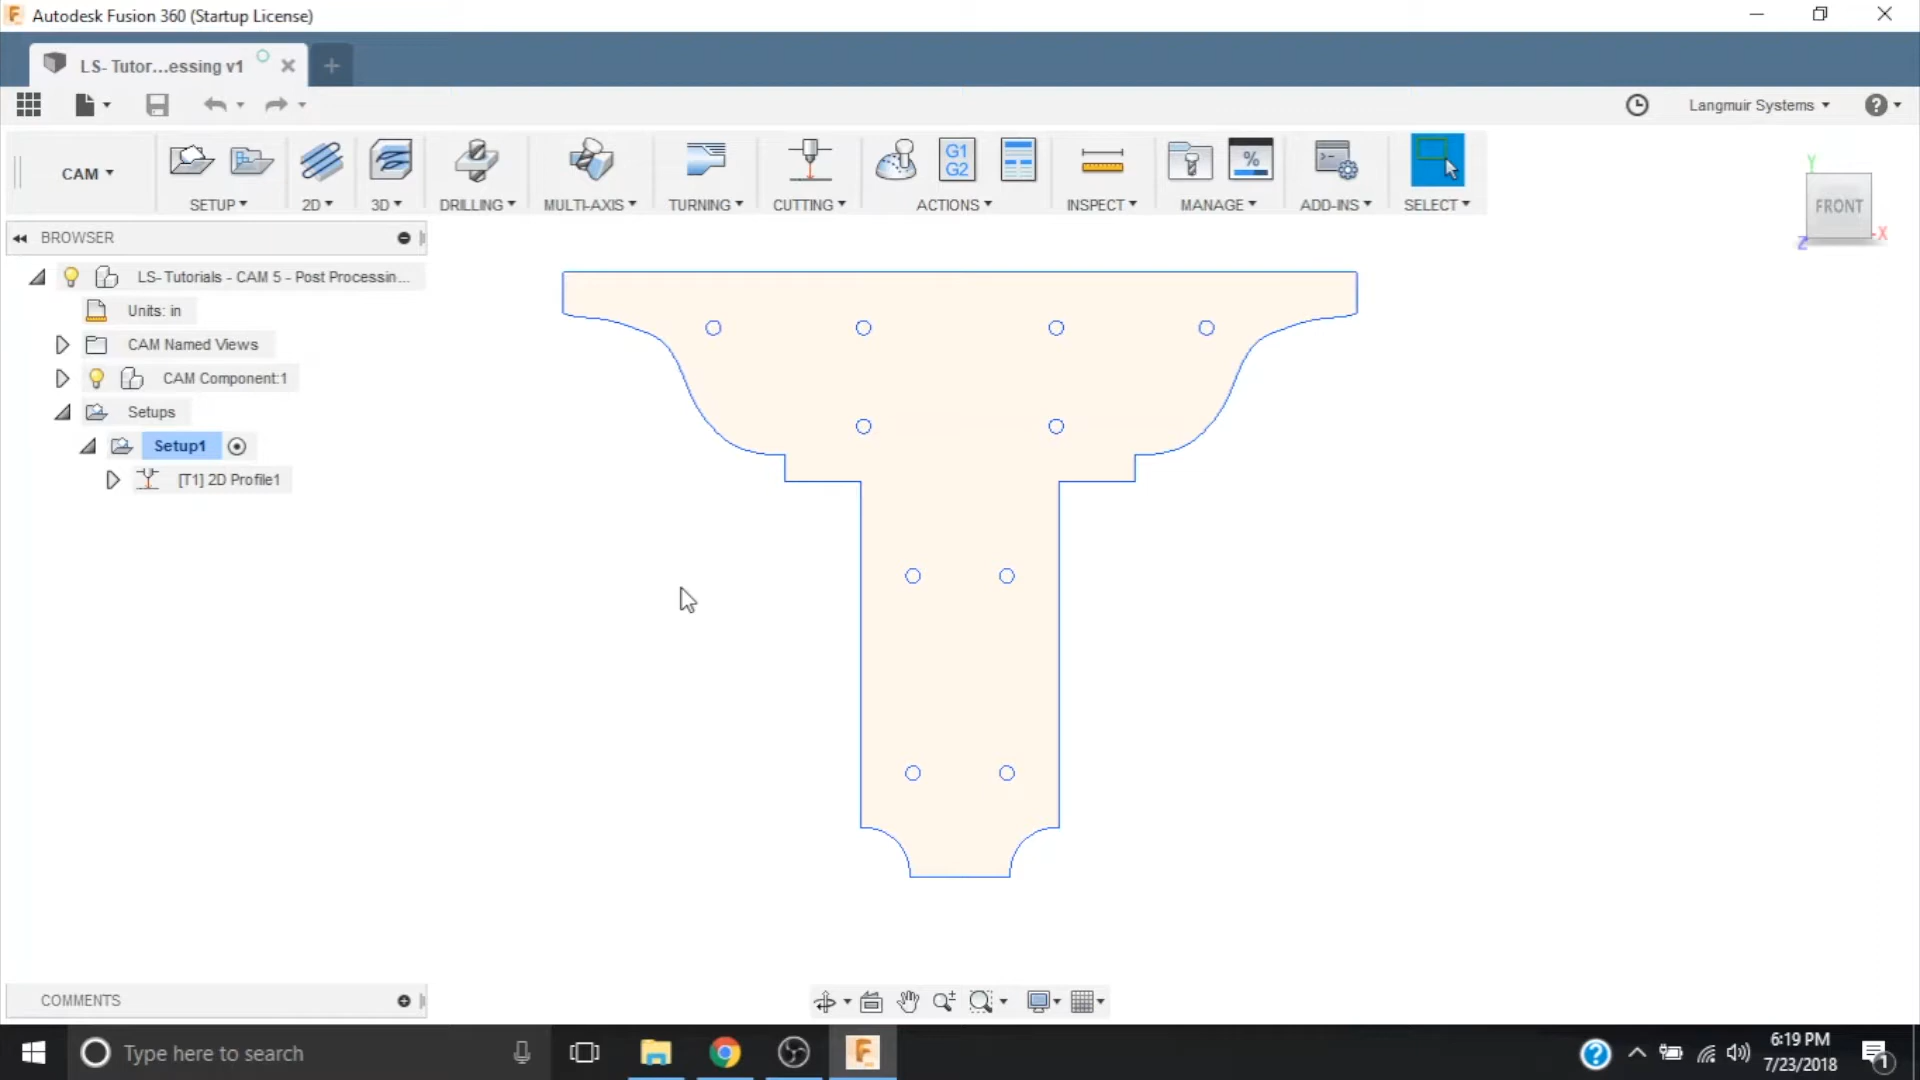 Autodesk Fusion 360 (Startup License)
LS- Tutor...essing v1
Langmuir Systems
CAM
G1
G2
%
SETUP
2D
3D
DRILLING
MULTI-AXIS
TURNING
CUTTING
ACTIONS
INSPECT
MANAGE
ADD-INS
SELECT
Y
FRONT
Z
X
BROWSER
LS- Tutorials - CAM 5 - Post Processin...
Units: in
CAM Named Views
CAM Component:1
Setups
Setup1
[T1] 2D Profile1
COMMENTS
Type here to search
6:19 PM
7/23/2018
1